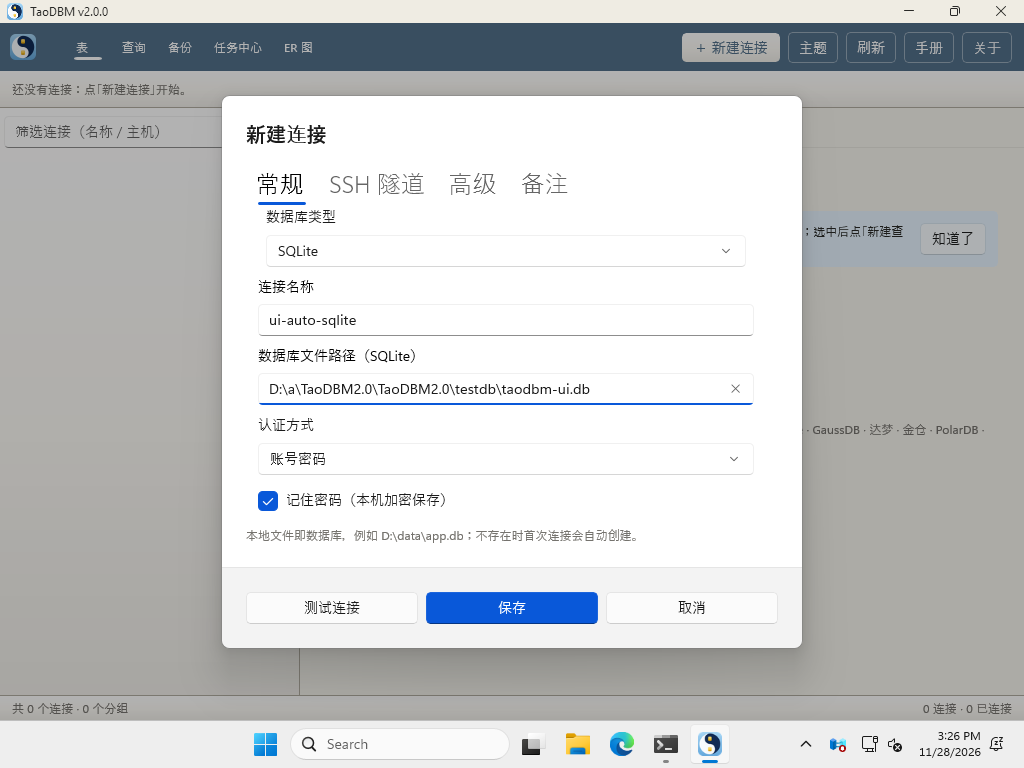 TaoDBM v2.0.0
表 查询 备份 任务中心 ER 图 + 新建连接 主题 刷新 手册 关于
还没有连接：点「新建连接」开始。
筛选连接（名称 / 主机）
新建连接
常规 SSH 隧道 高级 备注
数据库类型
SQLite
：选中后点「新建查
知道了
连接名称
ui-auto-sqlite
数据库文件路径（SQLite）
D:\a\TaoDBM2.0\TaoDBM2.0\testdb\taodbm-ui.db
认证方式
· GaussDB · 达梦 · 金仓 · PolarDB ·
账号密码
记住密码（本机加密保存）
本地文件即数据库，例如 D:\data\app.db；不存在时首次连接会自动创建。
测试连接 保存 取消
共 0 个连接 · 0 个分组 0 连接 · 0 已连接
Search
3:26 PM
11/28/2026